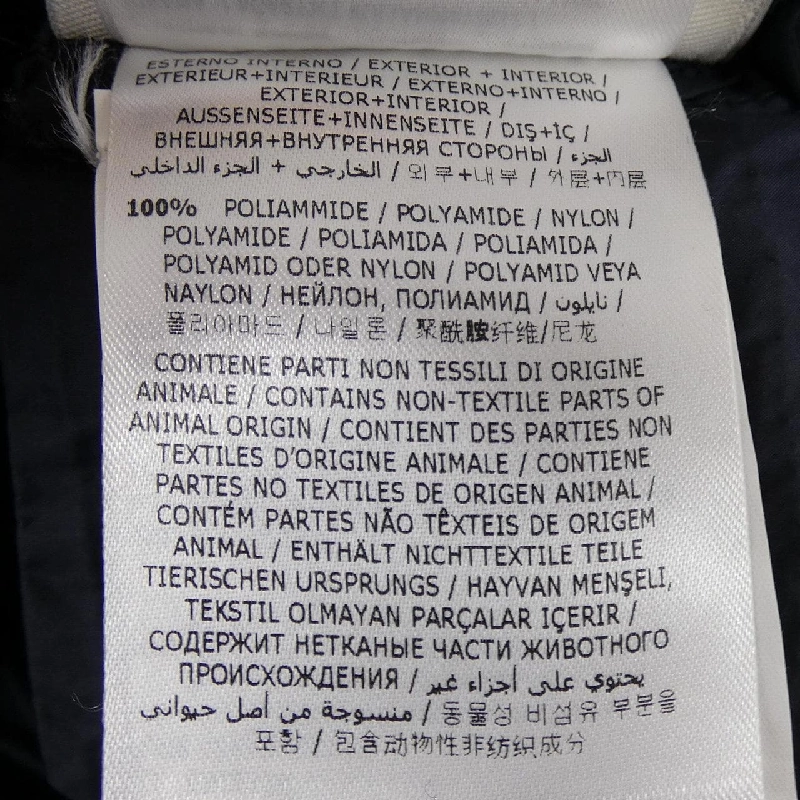 ESTERNO INTERNO / EXTERIOR + INTERIOR /
EXTERIEUR+INTERIEUR / EXTERNO+INTERNO /
EXTERIOR+INTERIOR /
AUSSENSEITE+INNENSEITE / DIŞ+İÇ /
ВНЕШНЯЯ+ВНУТРЕННЯЯ СТОРОНЫ / الجزء
الخارجي + الجزء الداخلي / 외부+내부 / 外层+内层
100% POLIAMMIDE / POLYAMIDE / NYLON /
POLYAMIDE / POLIAMIDA / POLIAMIDA /
POLYAMID ODER NYLON / POLYAMID VEYA
NAYLON / НЕЙЛОН, ПОЛИАМИД / نايلون /
폴리아마드 / 나일론 / 聚酰胺纤维/尼龙
CONTIENE PARTI NON TESSILI DI ORIGINE
ANIMALE / CONTAINS NON-TEXTILE PARTS OF
ANIMAL ORIGIN / CONTIENT DES PARTIES NON
TEXTILES D'ORIGINE ANIMALE / CONTIENE
PARTES NO TEXTILES DE ORIGEN ANIMAL /
CONTÉM PARTES NÃO TÊXTEIS DE ORIGEM
ANIMAL / ENTHÄLT NICHTTEXTILE TEILE
TIERISCHEN URSPRUNGS / HAYVAN MENŞELI,
TEKSTIL OLMAYAN PARÇALAR IÇERIR /
СОДЕРЖИТ НЕТКАНЫЕ ЧАСТИ ЖИВОТНОГО
ПРОИСХОЖДЕНИЯ / يحتوي على أجزاء غير
منسوجة من أصل حيواني / 동물성 비섬유 부분을
포함 / 包含动物性非纺织成分